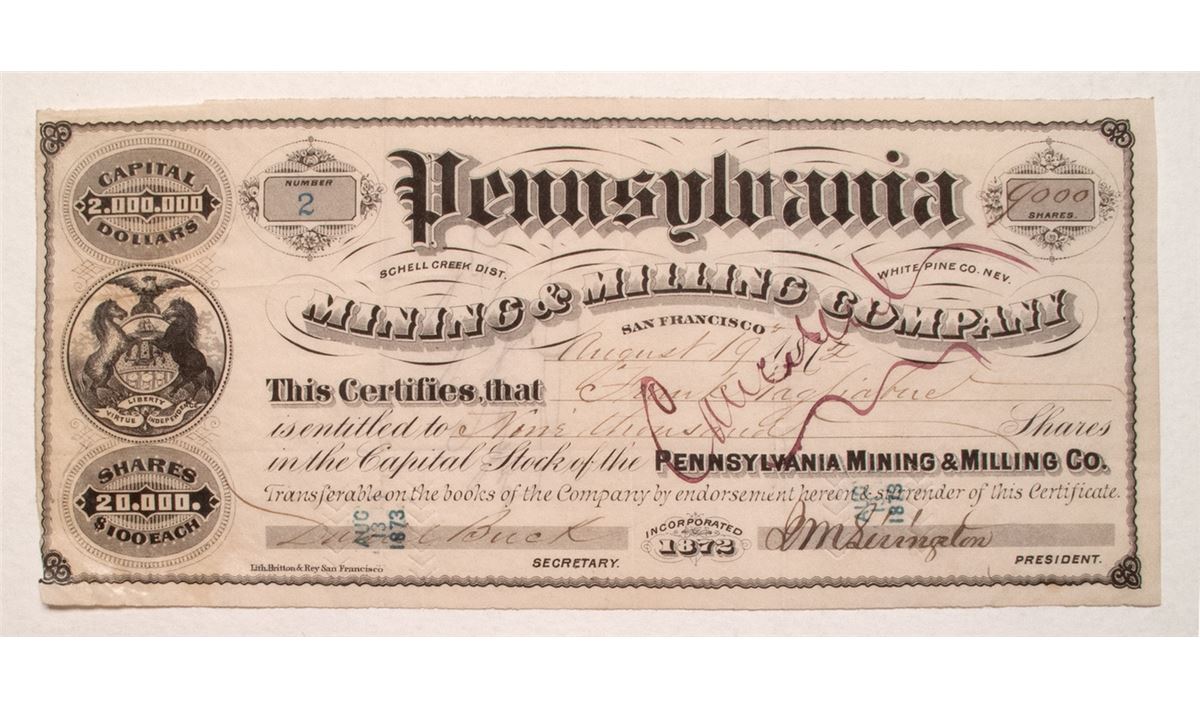 CAPITAL
2.000.000
DOLLARS
NUMBER
2
Pennsylvania
9000
SHARES.
SCHELL CREEK DIST.
WHITE PINE CO. NEV.
MINING & MILLING COMPANY
SAN FRANCISCO
August 19 1872
This Certifies, that
is entitled to Nine Thousand Shares
in the Capital Stock of the PENNSYLVANIA MINING & MILLING CO.
Transferable on the books of the Company by endorsement hereon & surrender of this Certificate.
LIBERTY
VIRTUE INDEPENDENCE
SHARES
20.000.
$100 EACH
AUG
13
1873
Buck
SECRETARY.
INCORPORATED
1872
AUG
1873
PRESIDENT.
Lith. Britton & Rey San Francisco
Canceled